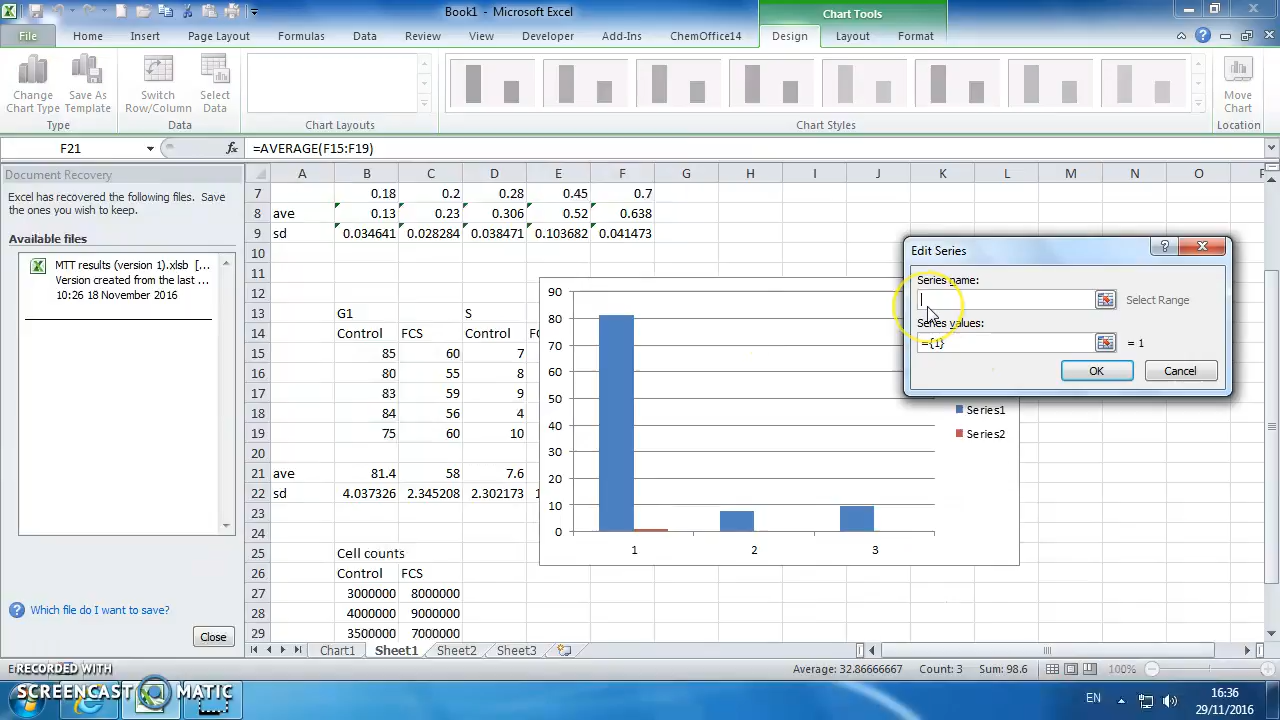 Book1 - Microsoft Excel
Chart Tools
File Home Insert Page Layout Formulas Data Review View Developer Add-Ins ChemOffice14 Design Layout Format
Change Chart Type
Save As Template
Switch Row/Column
Select Data
Move Chart
Type Data Chart Layouts Chart Styles Location
F21 fx =AVERAGE(F15:F19)
Document Recovery
Excel has recovered the following files. Save
the ones you wish to keep.
Available files
MTT results (version 1).xlsb [...
Version created from the last ...
10:26 18 November 2016
Which file do I want to save?
Close
A B C D E F G H I J K L M N O
7 0.18 0.2 0.28 0.45 0.7
8 ave 0.13 0.23 0.306 0.52 0.638
9 sd 0.034641 0.028284 0.038471 0.103682 0.041473
10
11
12
13 G1 S
14 Control FCS Control
15 85 60 7
16 80 55 8
17 83 59 9
18 84 56 4
19 75 60 10
20
21 ave 81.4 58 7.6
22 sd 4.037326 2.345208 2.302173
23
24
25 Cell counts
26 Control FCS
27 3000000 8000000
28 4000000 9000000
29 3500000 7000000
90
80
70
60
50
40
30
20
10
0
1 2 3
Series1
Series2
Edit Series
Series name:
Select Range
Series values:
={1} = 1
OK Cancel
Chart1 Sheet1 Sheet2 Sheet3
Average: 32.86666667 Count: 3 Sum: 98.6 100%
RECORDED WITH
SCREENCAST MATIC
EN
16:36
29/11/2016